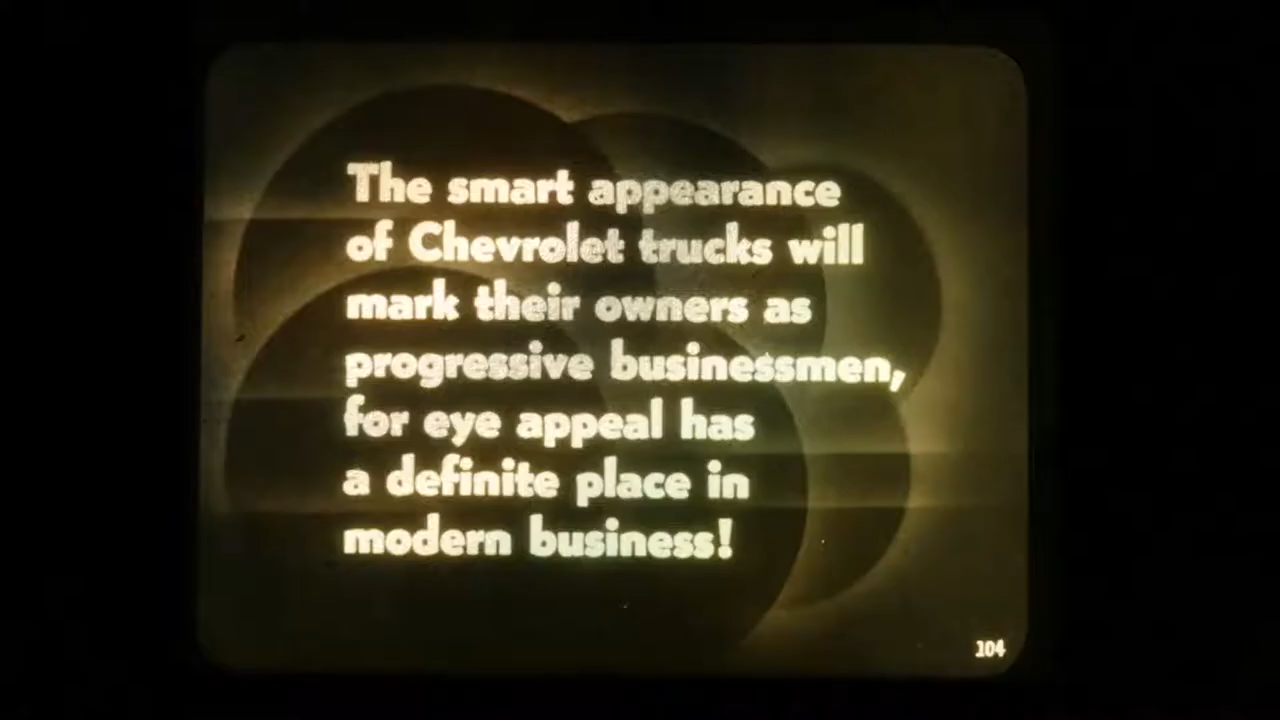 The smart appearance
of Chevrolet trucks will
mark their owners as
progressive businessmen,
for eye appeal has
a definite place in
modern business!
104